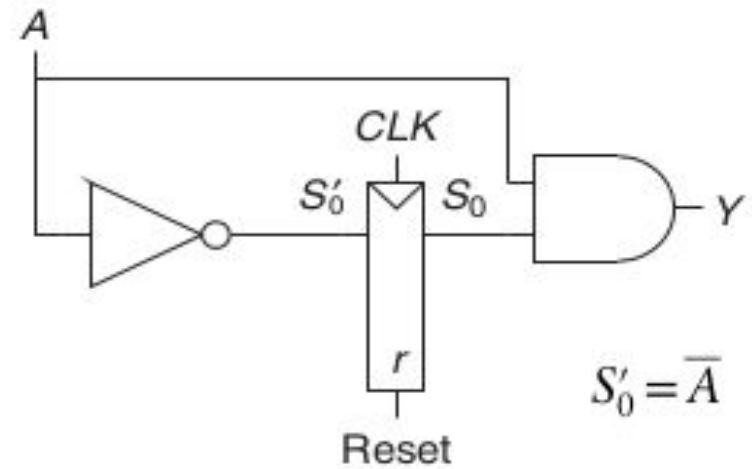 A
CLK
S′₀ S₀
Y
r
S′₀ = A̅
Reset